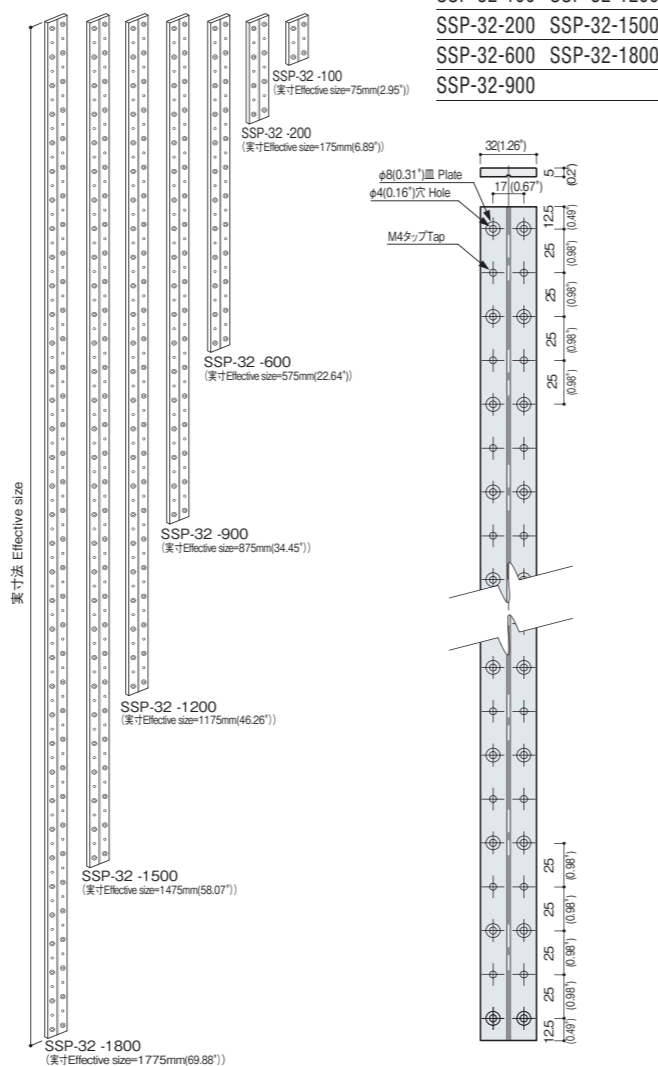 SSP-32-200 SSP-32-1500
SSP-32-600 SSP-32-1800
SSP-32-900
SSP-32 -100
(実寸Effective size=75mm(2.95"))
SSP-32 -200
(実寸Effective size=175mm(6.89"))
SSP-32 -600
(実寸Effective size=575mm(22.64"))
SSP-32 -900
(実寸Effective size=875mm(34.45"))
SSP-32 -1200
(実寸Effective size=1175mm(46.26"))
SSP-32 -1500
(実寸Effective size=1475mm(58.07"))
SSP-32 -1800
(実寸Effective size=1775mm(69.88"))
実寸法 Effective size
32(1.26")
5
(0.2")
φ8(0.31")皿 Plate
17 (0.67")
φ4(0.16")穴 Hole
M4タップTap
12.5
(0.49")
25
(0.98")
25
(0.98")
25
(0.98")
25
(0.98")
25
(0.98")
25
(0.98")
25
(0.98")
25
(0.98")
12.5
(0.49")